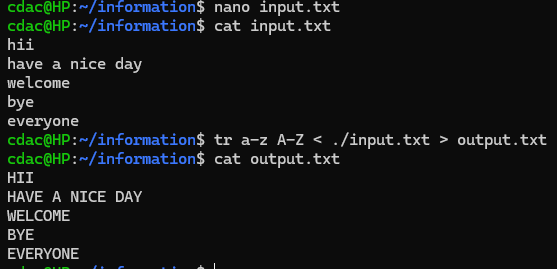 cdac@HP:~/information$ nano input.txt
cdac@HP:~/information$ cat input.txt
hii
have a nice day
welcome
bye
everyone
cdac@HP:~/information$ tr a-z A-Z < ./input.txt > output.txt
cdac@HP:~/information$ cat output.txt
HII
HAVE A NICE DAY
WELCOME
BYE
EVERYONE